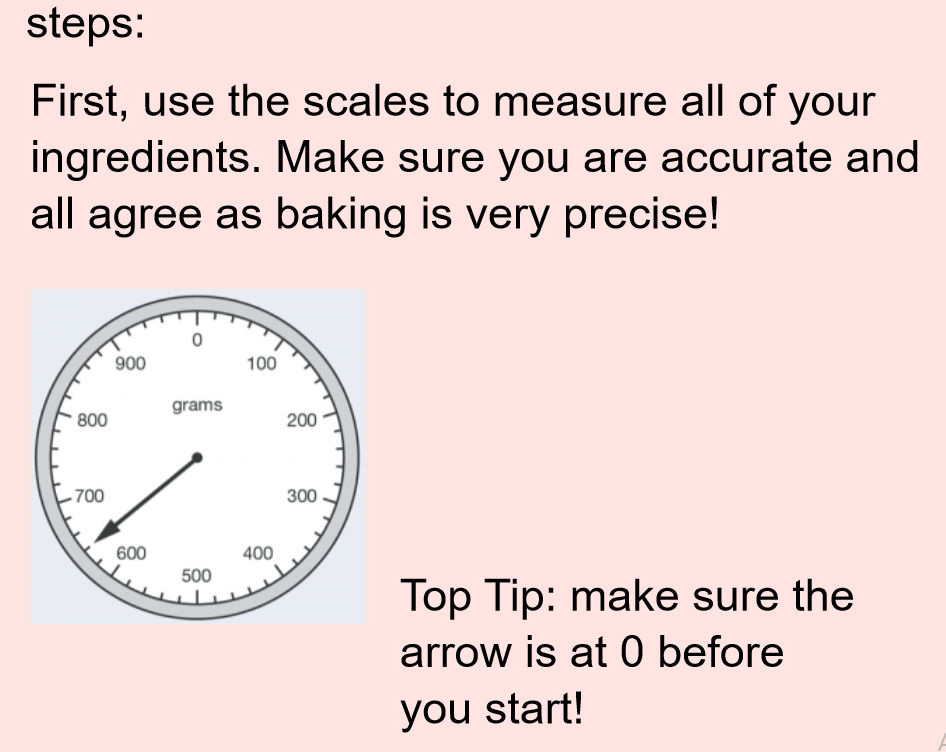 steps:
First, use the scales to measure all of your
ingredients. Make sure you are accurate and
all agree as baking is very precise!
0
900
100
grams
800
200
700
300
600
400
500
Top Tip: make sure the
arrow is at 0 before
you start!